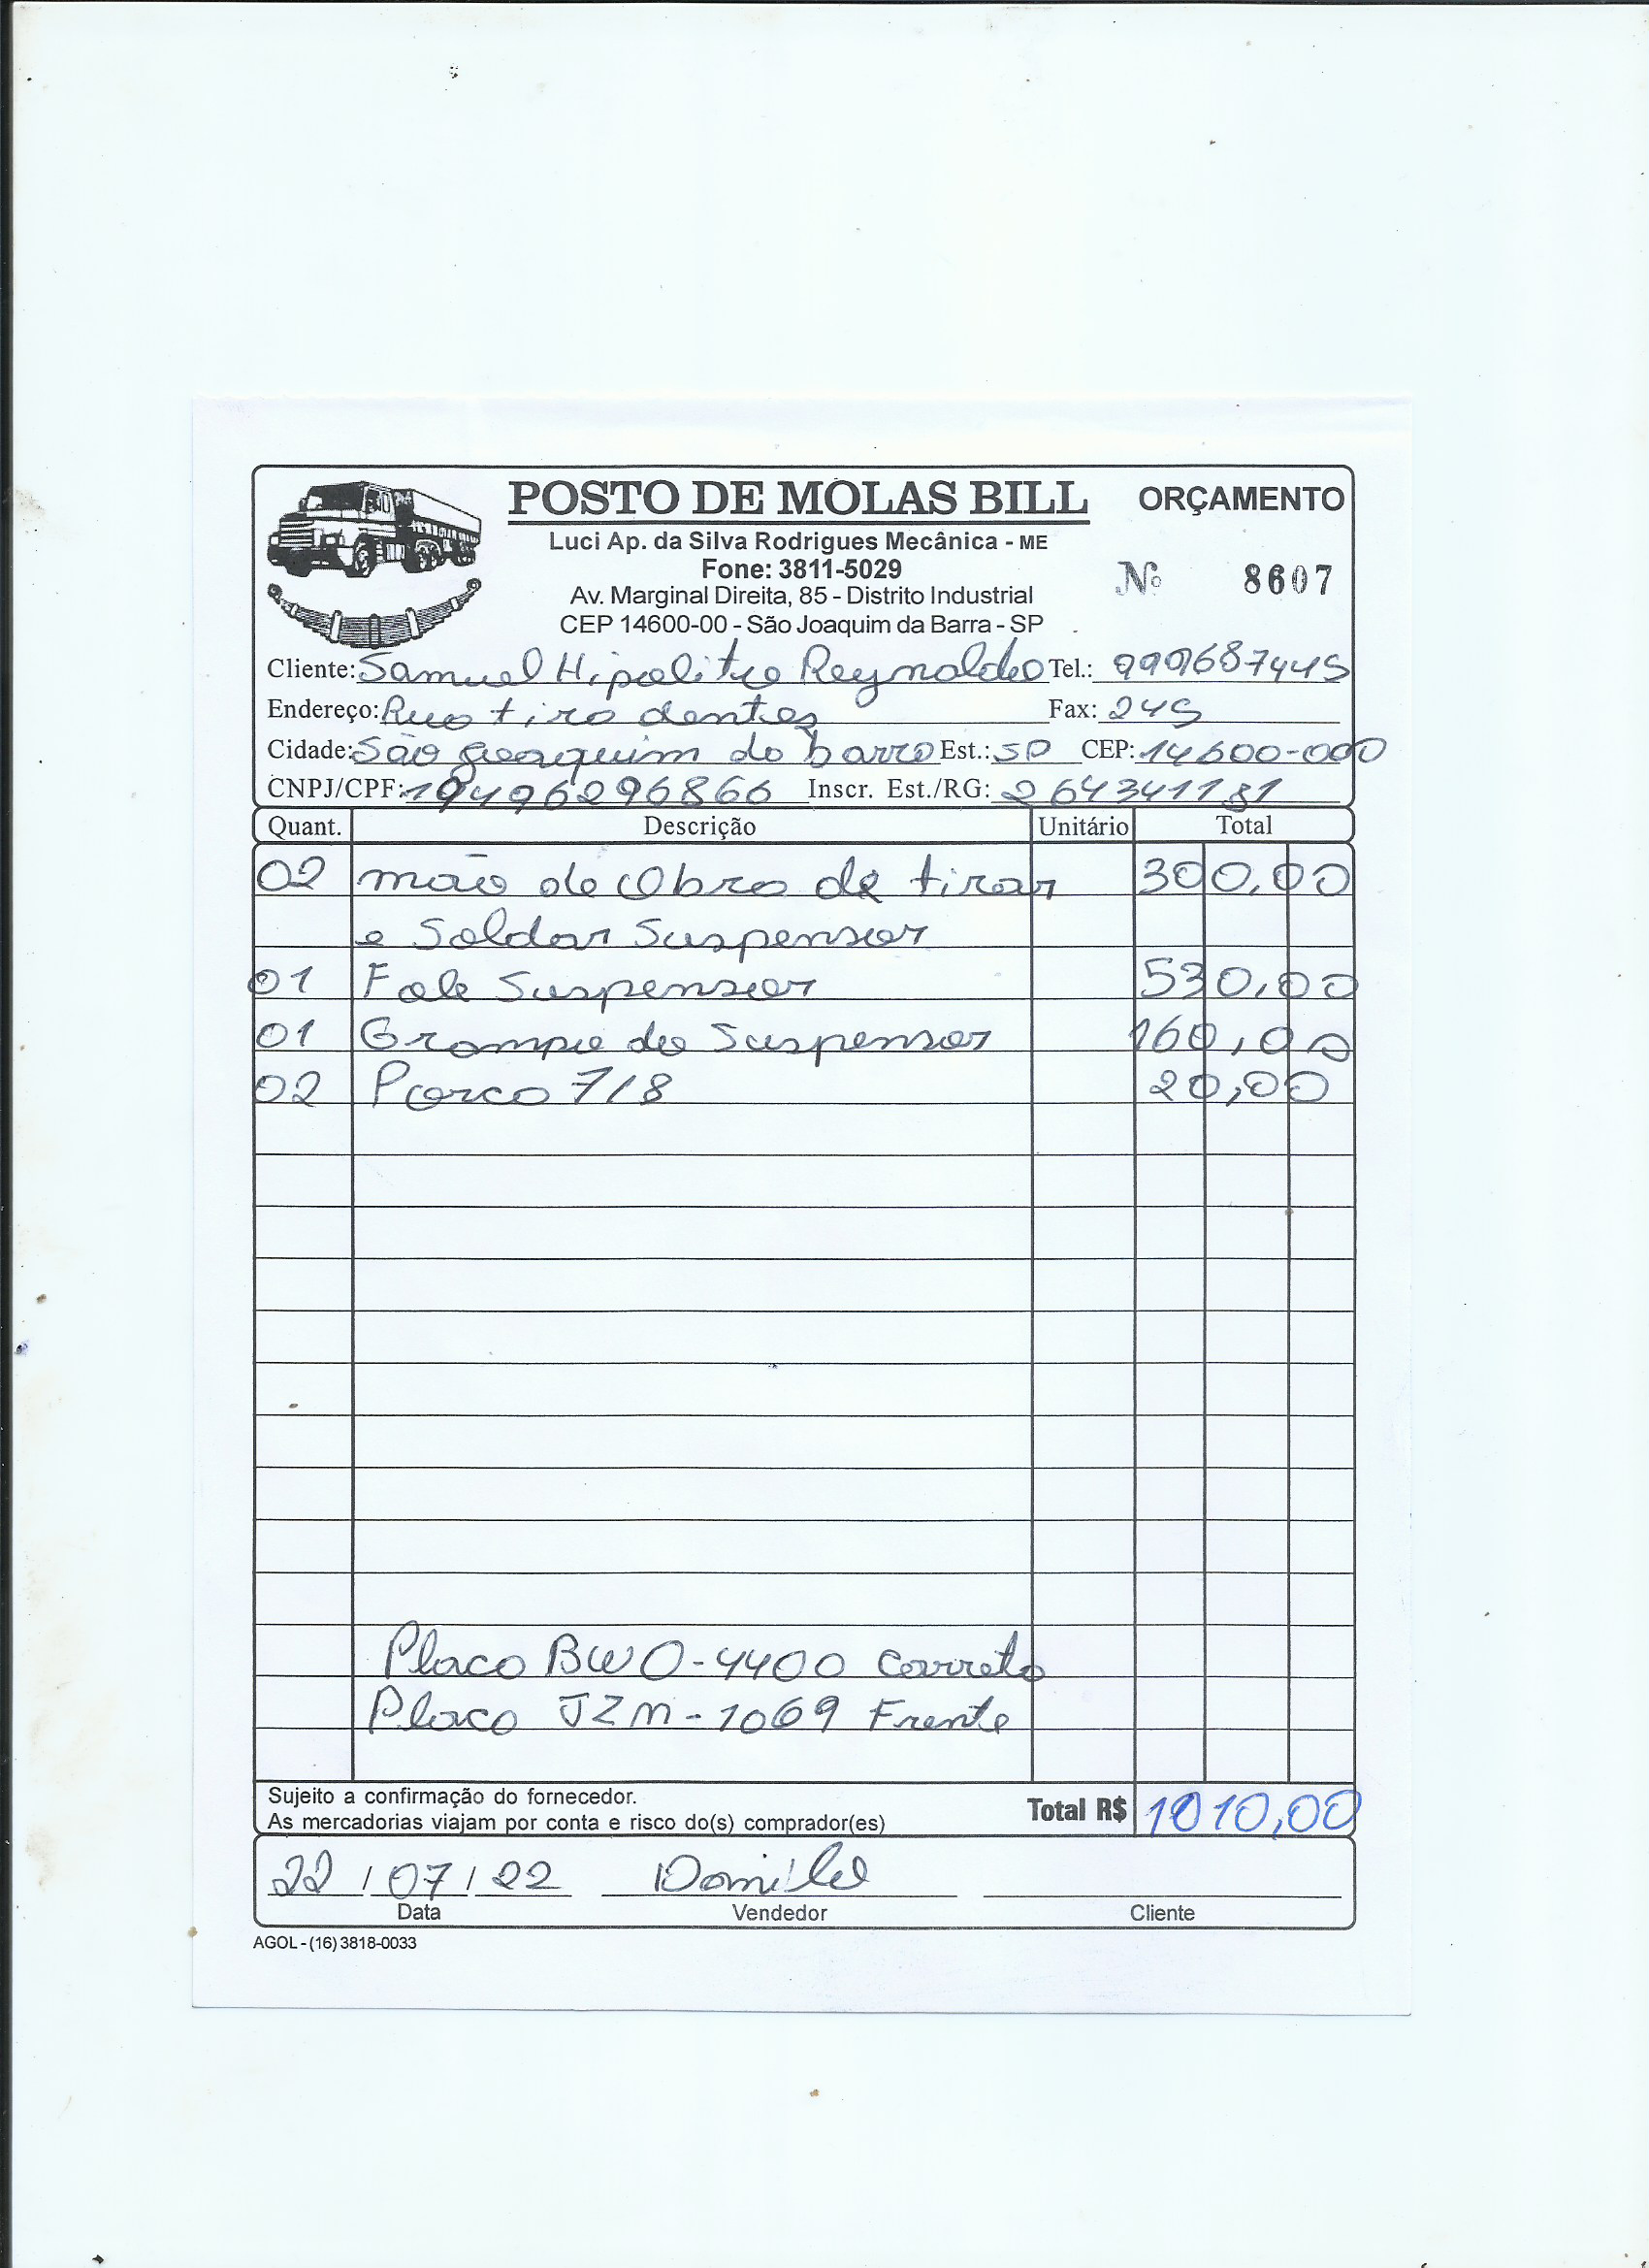 POSTO DE MOLAS BILL ORÇAMENTO
Luci Ap. da Silva Rodrigues Mecânica - ME
Fone: 3811-5029
Nº 8607
Av. Marginal Direita, 85 - Distrito Industrial
CEP 14600-00 - São Joaquim da Barra - SP
Cliente: Samuel Hipolito Reynaldo Tel.: 999687445
Endereço: Rua tira dentes Fax: 245
Cidade: São Joaquim da barra Est.: SP CEP: 14600-000
CNPJ/CPF: 19496296866 Inscr. Est./RG: 264341181
Quant. Descrição Unitário Total
02 mão de Obra de tirar 300,00
e Soldar Suspensor
01 Fole Suspensor 530,00
01 Grampo do Suspensor 160,00
02 Porca 7/8 20,00
Placa BWO-4400 Carreta
Placa JZM-1069 Frente
Sujeito a confirmação do fornecedor.
As mercadorias viajam por conta e risco do(s) comprador(es)
Total R$ 1010,00
22/07/22 Danilo
Data Vendedor Cliente
AGOL - (16) 3818-0033